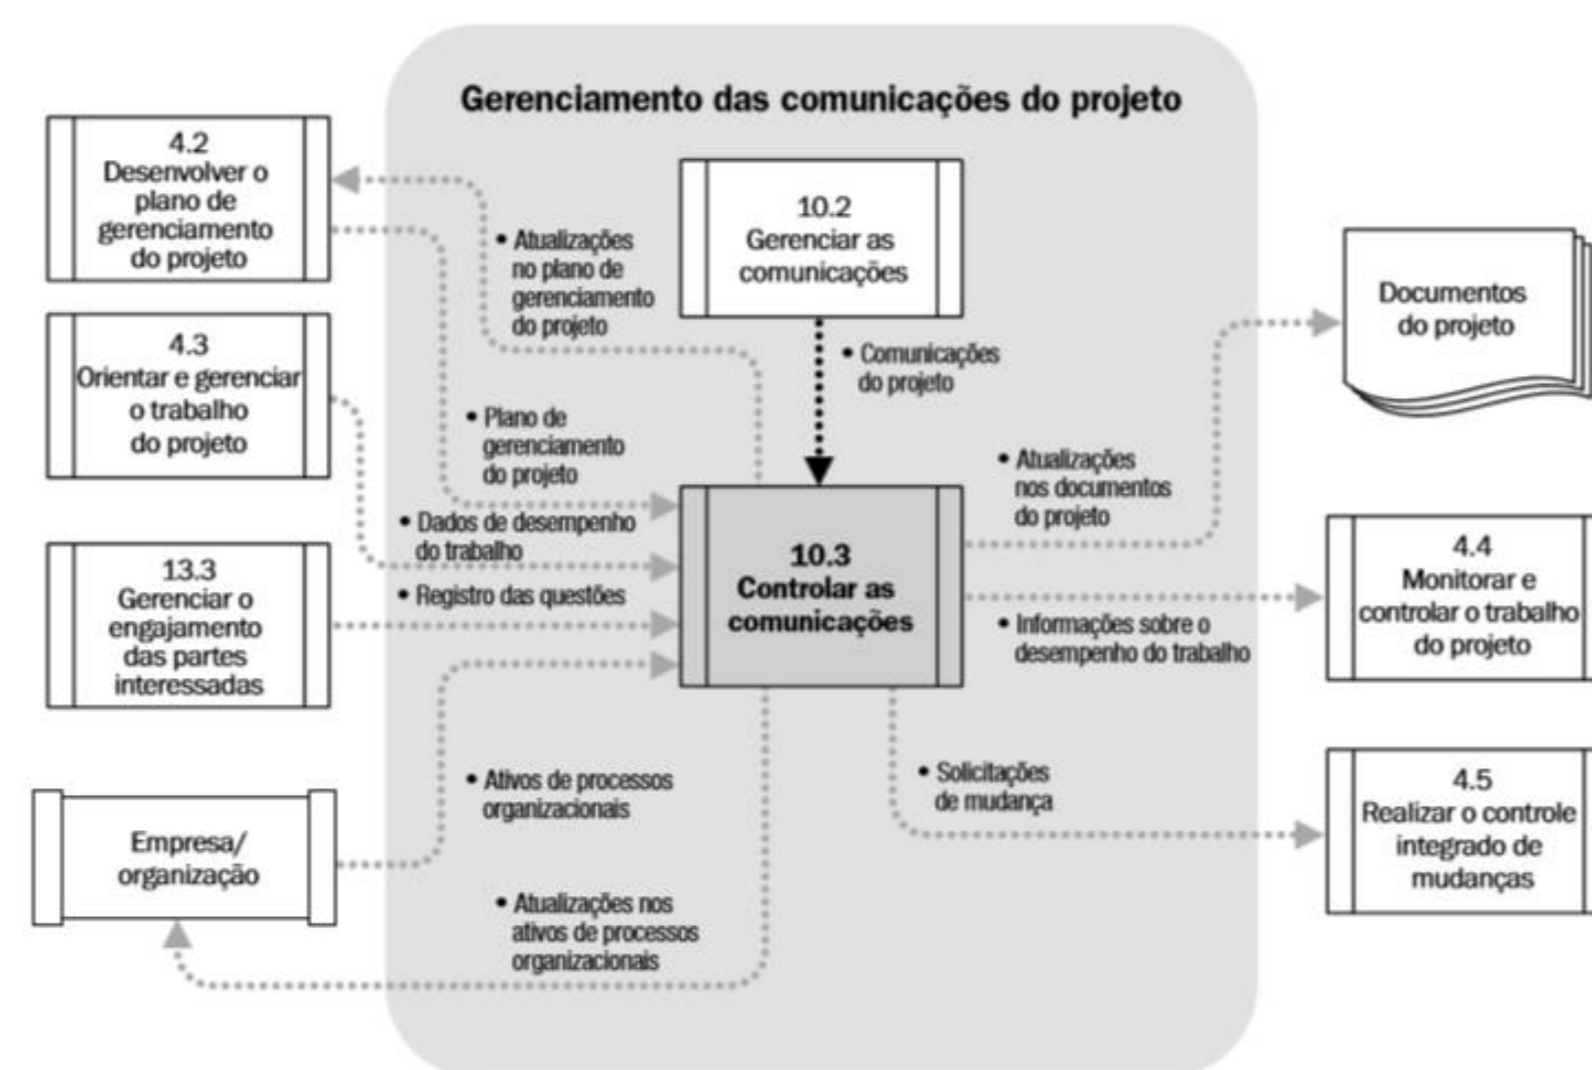 Gerenciamento das comunicações do projeto
4.2
Desenvolver o
plano de
gerenciamento
do projeto
4.3
Orientar e gerenciar
o trabalho
do projeto
13.3
Gerenciar o
engajamento
das partes
interessadas
Empresa/
organização
• Atualizações
no plano de
gerenciamento
do projeto
• Plano de
gerenciamento
do projeto
• Dados de desempenho
do trabalho
• Registro das questões
• Ativos de processos
organizacionais
• Atualizações nos
ativos de processos
organizacionais
10.2
Gerenciar as
comunicações
• Comunicações
do projeto
10.3
Controlar as
comunicações
• Atualizações
nos documentos
do projeto
• Informações sobre o
desempenho do trabalho
• Solicitações
de mudança
Documentos
do projeto
4.4
Monitorar e
controlar o trabalho
do projeto
4.5
Realizar o controle
integrado de
mudanças